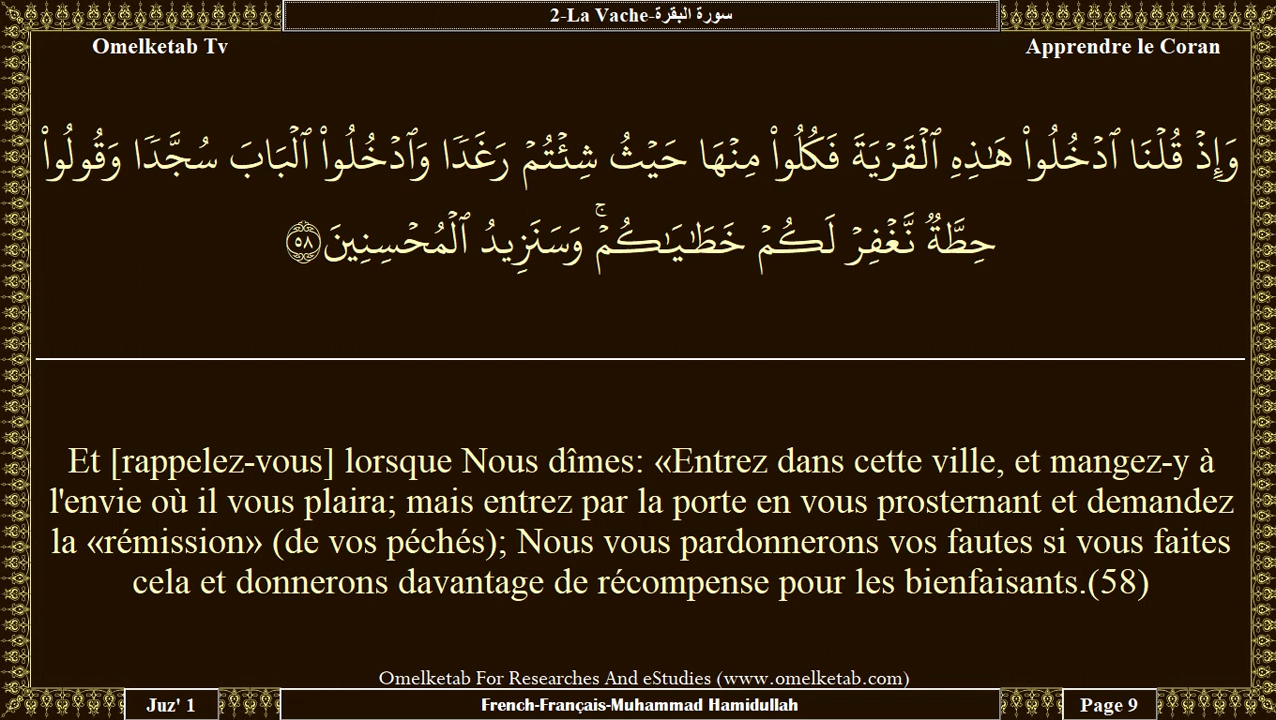 2-La Vache-سورة البقرة
Omelketab Tv
Apprendre le Coran
وَإِذْ قُلْنَا ٱدْخُلُوا۟ هَـٰذِهِ ٱلْقَرْيَةَ فَكُلُوا۟ مِنْهَا حَيْثُ شِئْتُمْ رَغَدًا وَٱدْخُلُوا۟ ٱلْبَابَ سُجَّدًا وَقُولُوا۟
حِطَّةٌ نَّغْفِرْ لَكُمْ خَطَـٰيَـٰكُمْ ۚ وَسَنَزِيدُ ٱلْمُحْسِنِينَ ٥٨
Et [rappelez-vous] lorsque Nous dîmes: «Entrez dans cette ville, et mangez-y à
l'envie où il vous plaira; mais entrez par la porte en vous prosternant et demandez
la «rémission» (de vos péchés); Nous vous pardonnerons vos fautes si vous faites
cela et donnerons davantage de récompense pour les bienfaisants.(58)
Omelketab For Researches And eStudies (www.omelketab.com)
Juz' 1
French-Français-Muhammad Hamidullah
Page 9